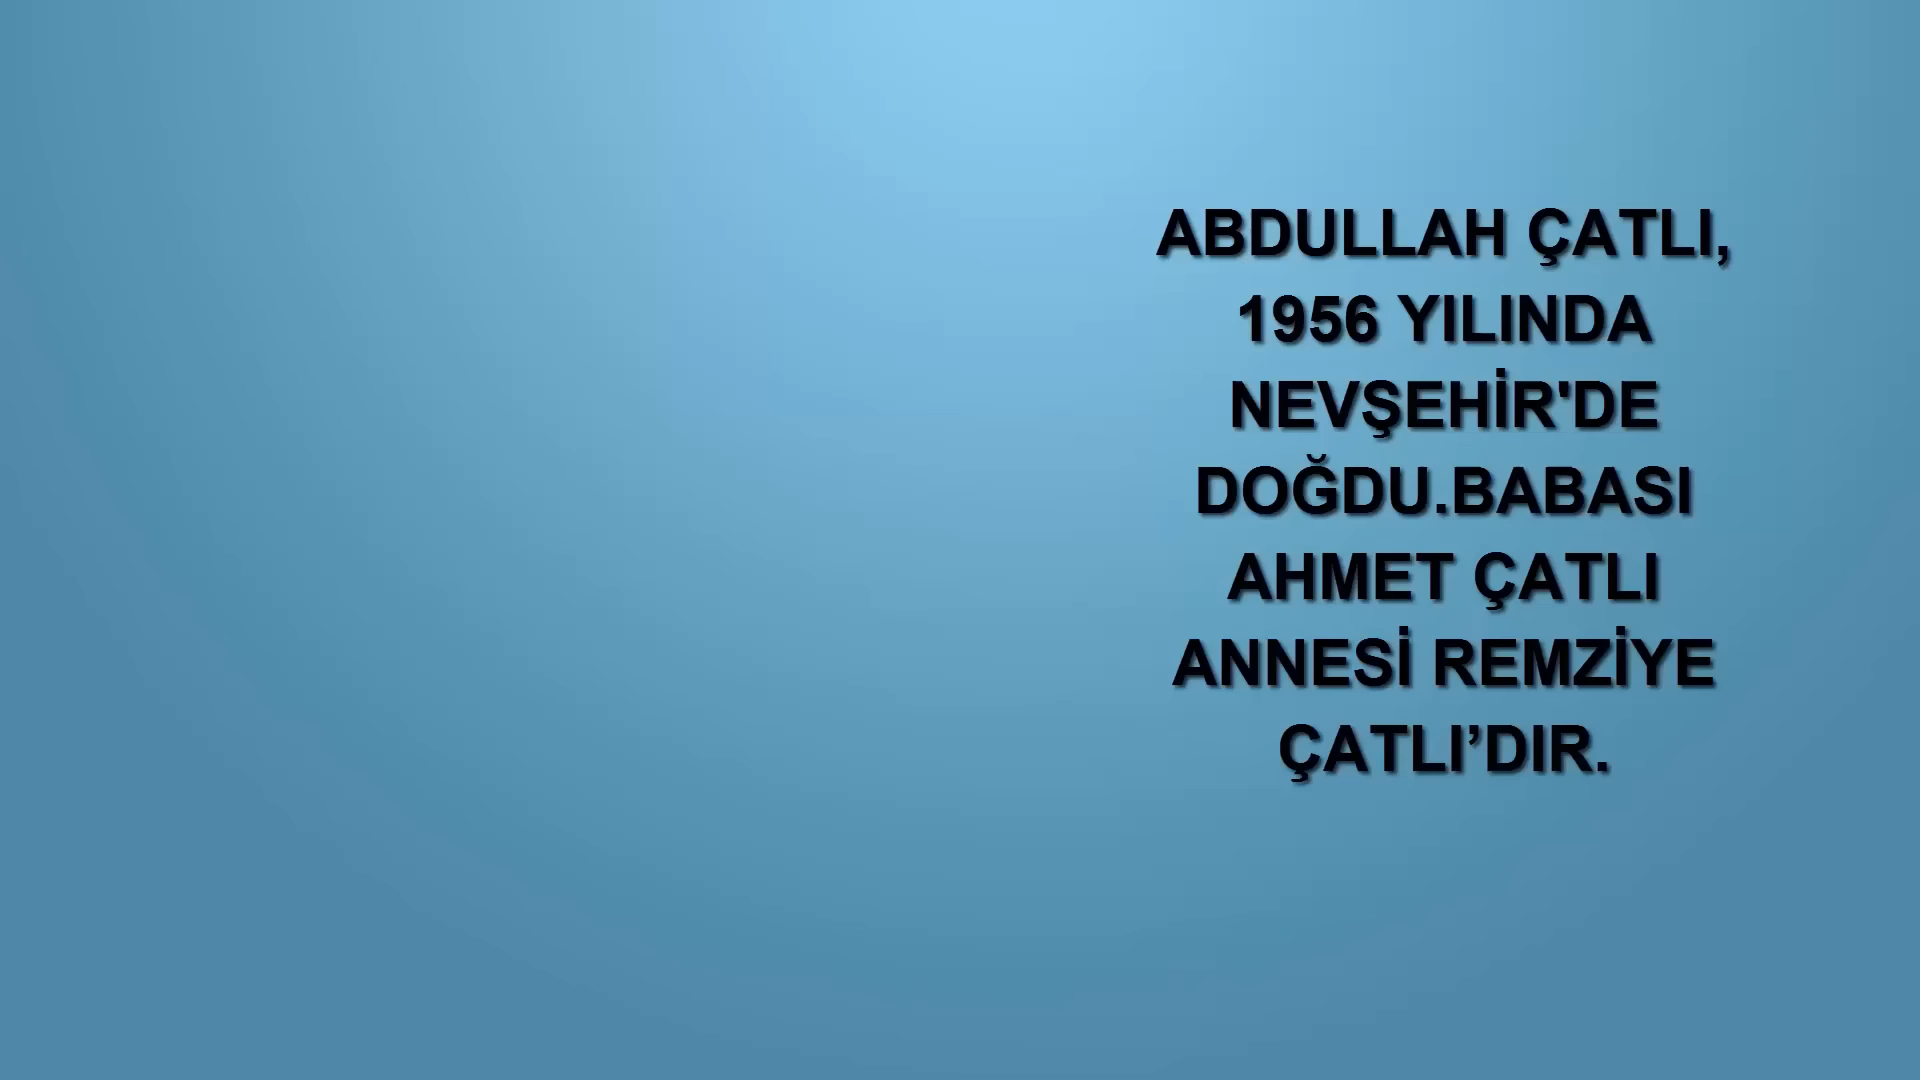 ABDULLAH ÇATLI,
1956 YILINDA
NEVŞEHİR'DE
DOĞDU.BABASI
AHMET ÇATLI
ANNESİ REMZİYE
ÇATLI’DIR.